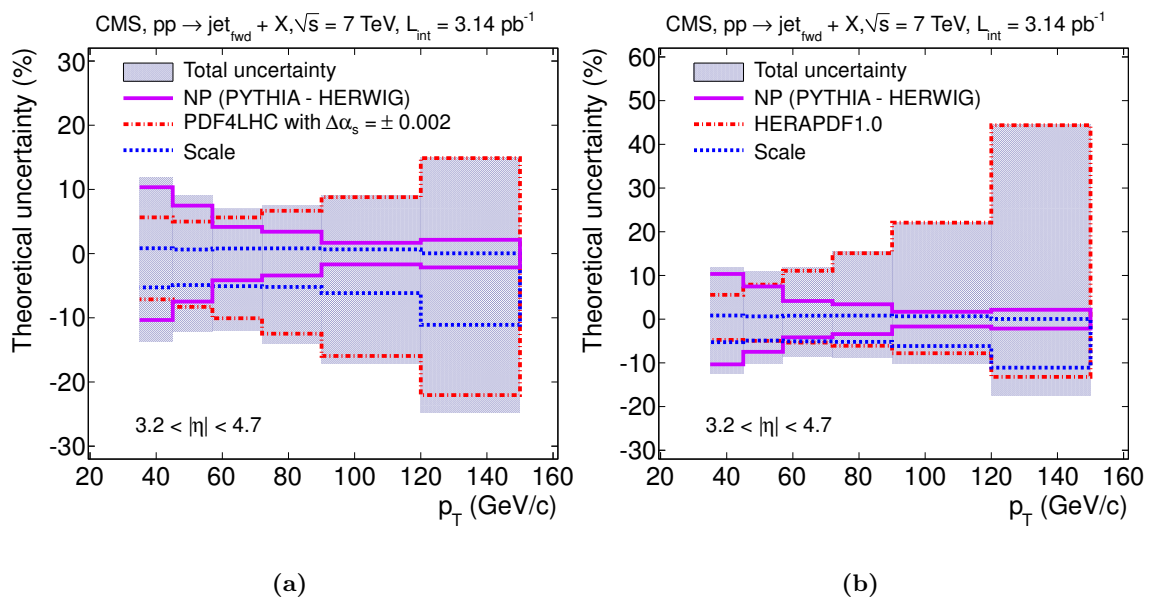 CMS, pp → jet_fwd + X, √s = 7 TeV, L_int = 3.14 pb⁻¹
Theoretical uncertainty (%)
30
20
10
0
-10
-20
-30
Total uncertainty
NP (PYTHIA - HERWIG)
PDF4LHC with Δα_s = ± 0.002
Scale
3.2 < |η| < 4.7
20 40 60 80 100 120 140 160
p_T (GeV/c)
(a)
CMS, pp → jet_fwd + X, √s = 7 TeV, L_int = 3.14 pb⁻¹
Theoretical uncertainty (%)
60
50
40
30
20
10
0
-10
-20
-30
Total uncertainty
NP (PYTHIA - HERWIG)
HERAPDF1.0
Scale
3.2 < |η| < 4.7
20 40 60 80 100 120 140 160
p_T (GeV/c)
(b)